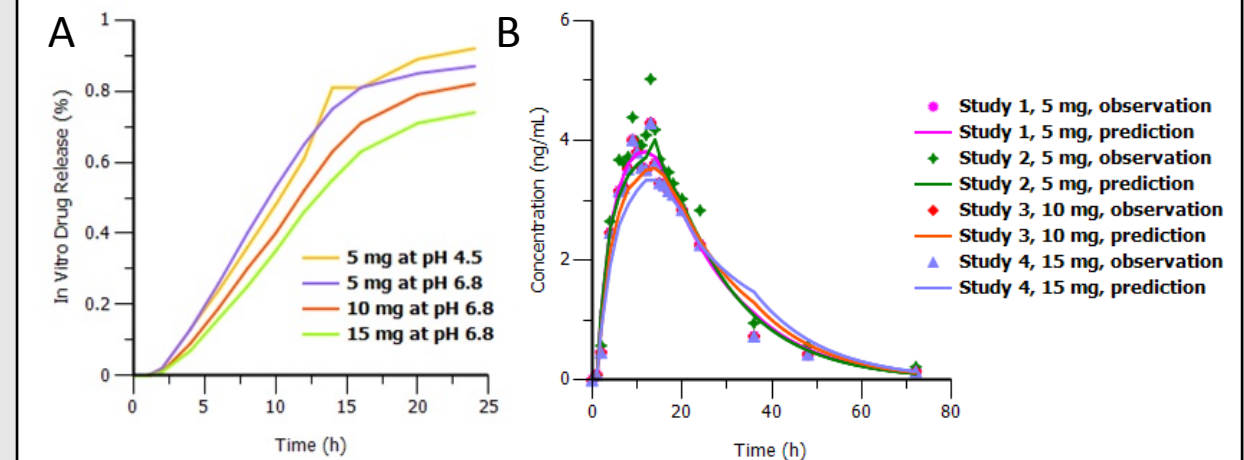 A
In Vitro Drug Release (%)
1
0.8
0.6
0.4
0.2
0
0
5
10
15
20
25
Time (h)
5 mg at pH 4.5
5 mg at pH 6.8
10 mg at pH 6.8
15 mg at pH 6.8
B
Concentration (ng/mL)
6
4
2
0
0
20
40
60
80
Time (h)
Study 1, 5 mg, observation
Study 1, 5 mg, prediction
Study 2, 5 mg, observation
Study 2, 5 mg, prediction
Study 3, 10 mg, observation
Study 3, 10 mg, prediction
Study 4, 15 mg, observation
Study 4, 15 mg, prediction